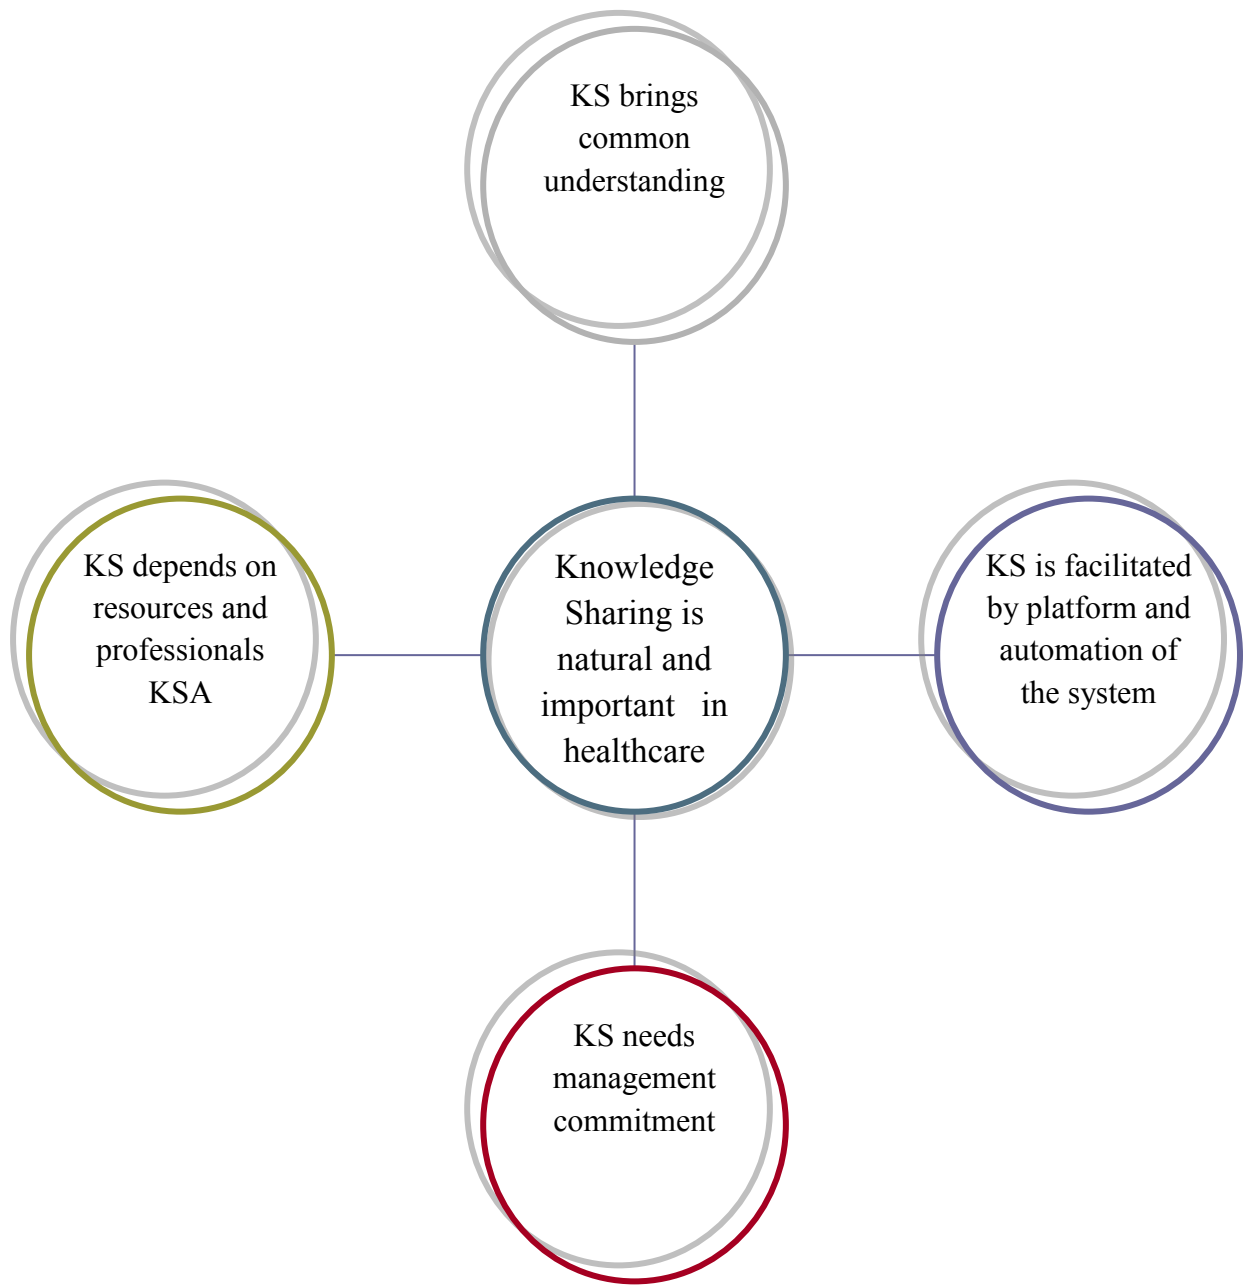 KS brings
common
understanding
KS depends on
resources and
professionals
KSA
Knowledge
Sharing is
natural and
important in
healthcare
KS is facilitated
by platform and
automation of
the system
KS needs
management
commitment